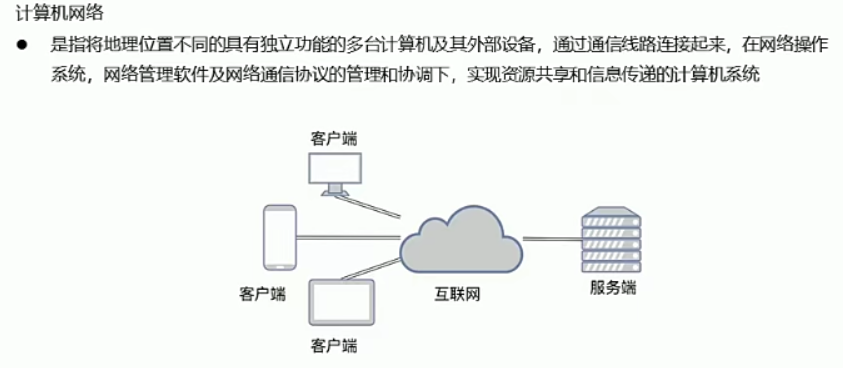 计算机网络
● 是指将地理位置不同的具有独立功能的多台计算机及其外部设备，通过通信线路连接起来，在网络操作
系统，网络管理软件及网络通信协议的管理和协调下，实现资源共享和信息传递的计算机系统
客户端
客户端
互联网
服务端
客户端